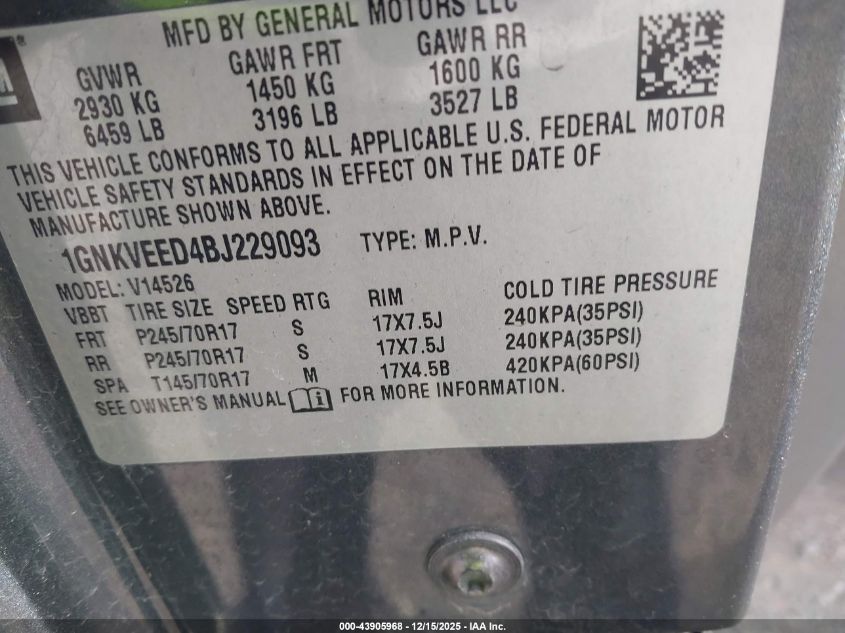 MFD BY GENERAL MOTORS LLC
GVWR GAWR FRT GAWR RR
2930 KG 1450 KG 1600 KG
6459 LB 3196 LB 3527 LB
THIS VEHICLE CONFORMS TO ALL APPLICABLE U.S. FEDERAL MOTOR
VEHICLE SAFETY STANDARDS IN EFFECT ON THE DATE OF
MANUFACTURE SHOWN ABOVE.
1GNKVEED4BJ229093 TYPE: M.P.V.
MODEL: V14526
VBBT TIRE SIZE SPEED RTG RIM COLD TIRE PRESSURE
FRT P245/70R17 S 17X7.5J 240KPA(35PSI)
RR P245/70R17 S 17X7.5J 240KPA(35PSI)
SPA T145/70R17 M 17X4.5B 420KPA(60PSI)
SEE OWNER'S MANUAL FOR MORE INFORMATION.
000-43905968 - 12/15/2025 - IAA Inc.